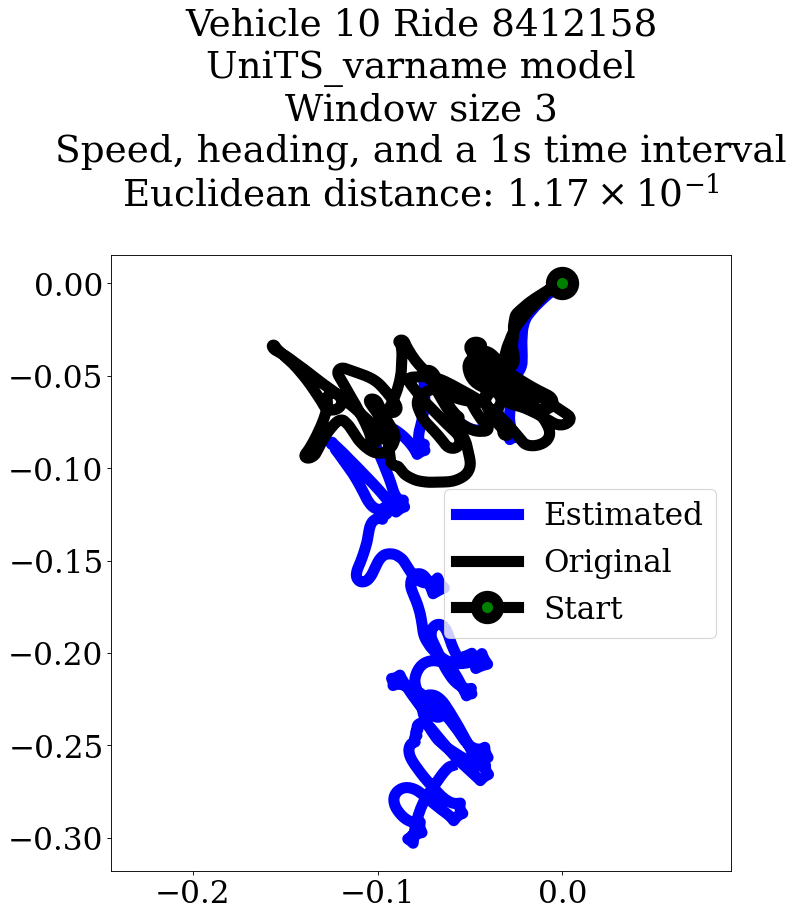 Vehicle 10 Ride 8412158
UniTS_varname model
Window size 3
Speed, heading, and a 1s time interval
Euclidean distance: 1.17 × 10⁻¹
0.00
−0.05
−0.10
−0.15
−0.20
−0.25
−0.30
Estimated
Original
Start
−0.2 −0.1 0.0